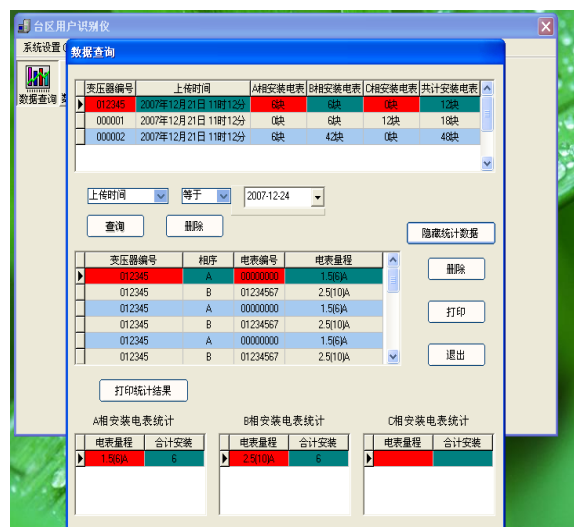 台区用户识别仪
系统设置(
数据查询
数据查询
变压器编号 上传时间 A相安装电表 B相安装电表 C相安装电表 共计安装电表
012345 2007年12月21日 11时12分 6块 6块 0块 12块
000001 2007年12月21日 11时12分 0块 6块 12块 18块
000002 2007年12月21日 11时12分 6块 42块 0块 48块
上传时间 等于 2007-12-24
查询 删除 隐藏统计数据
变压器编号 相序 电表编号 电表量程
012345 A 00000000 1.5(6)A
012345 B 01234567 2.5(10)A
012345 A 00000000 1.5(6)A
012345 B 01234567 2.5(10)A
012345 A 00000000 1.5(6)A
012345 B 01234567 2.5(10)A
删除
打印
退出
打印统计结果
A相安装电表统计 B相安装电表统计 C相安装电表统计
电表量程 合计安装 电表量程 合计安装 电表量程 合计安装
1.5(6)A 6 2.5(10)A 6